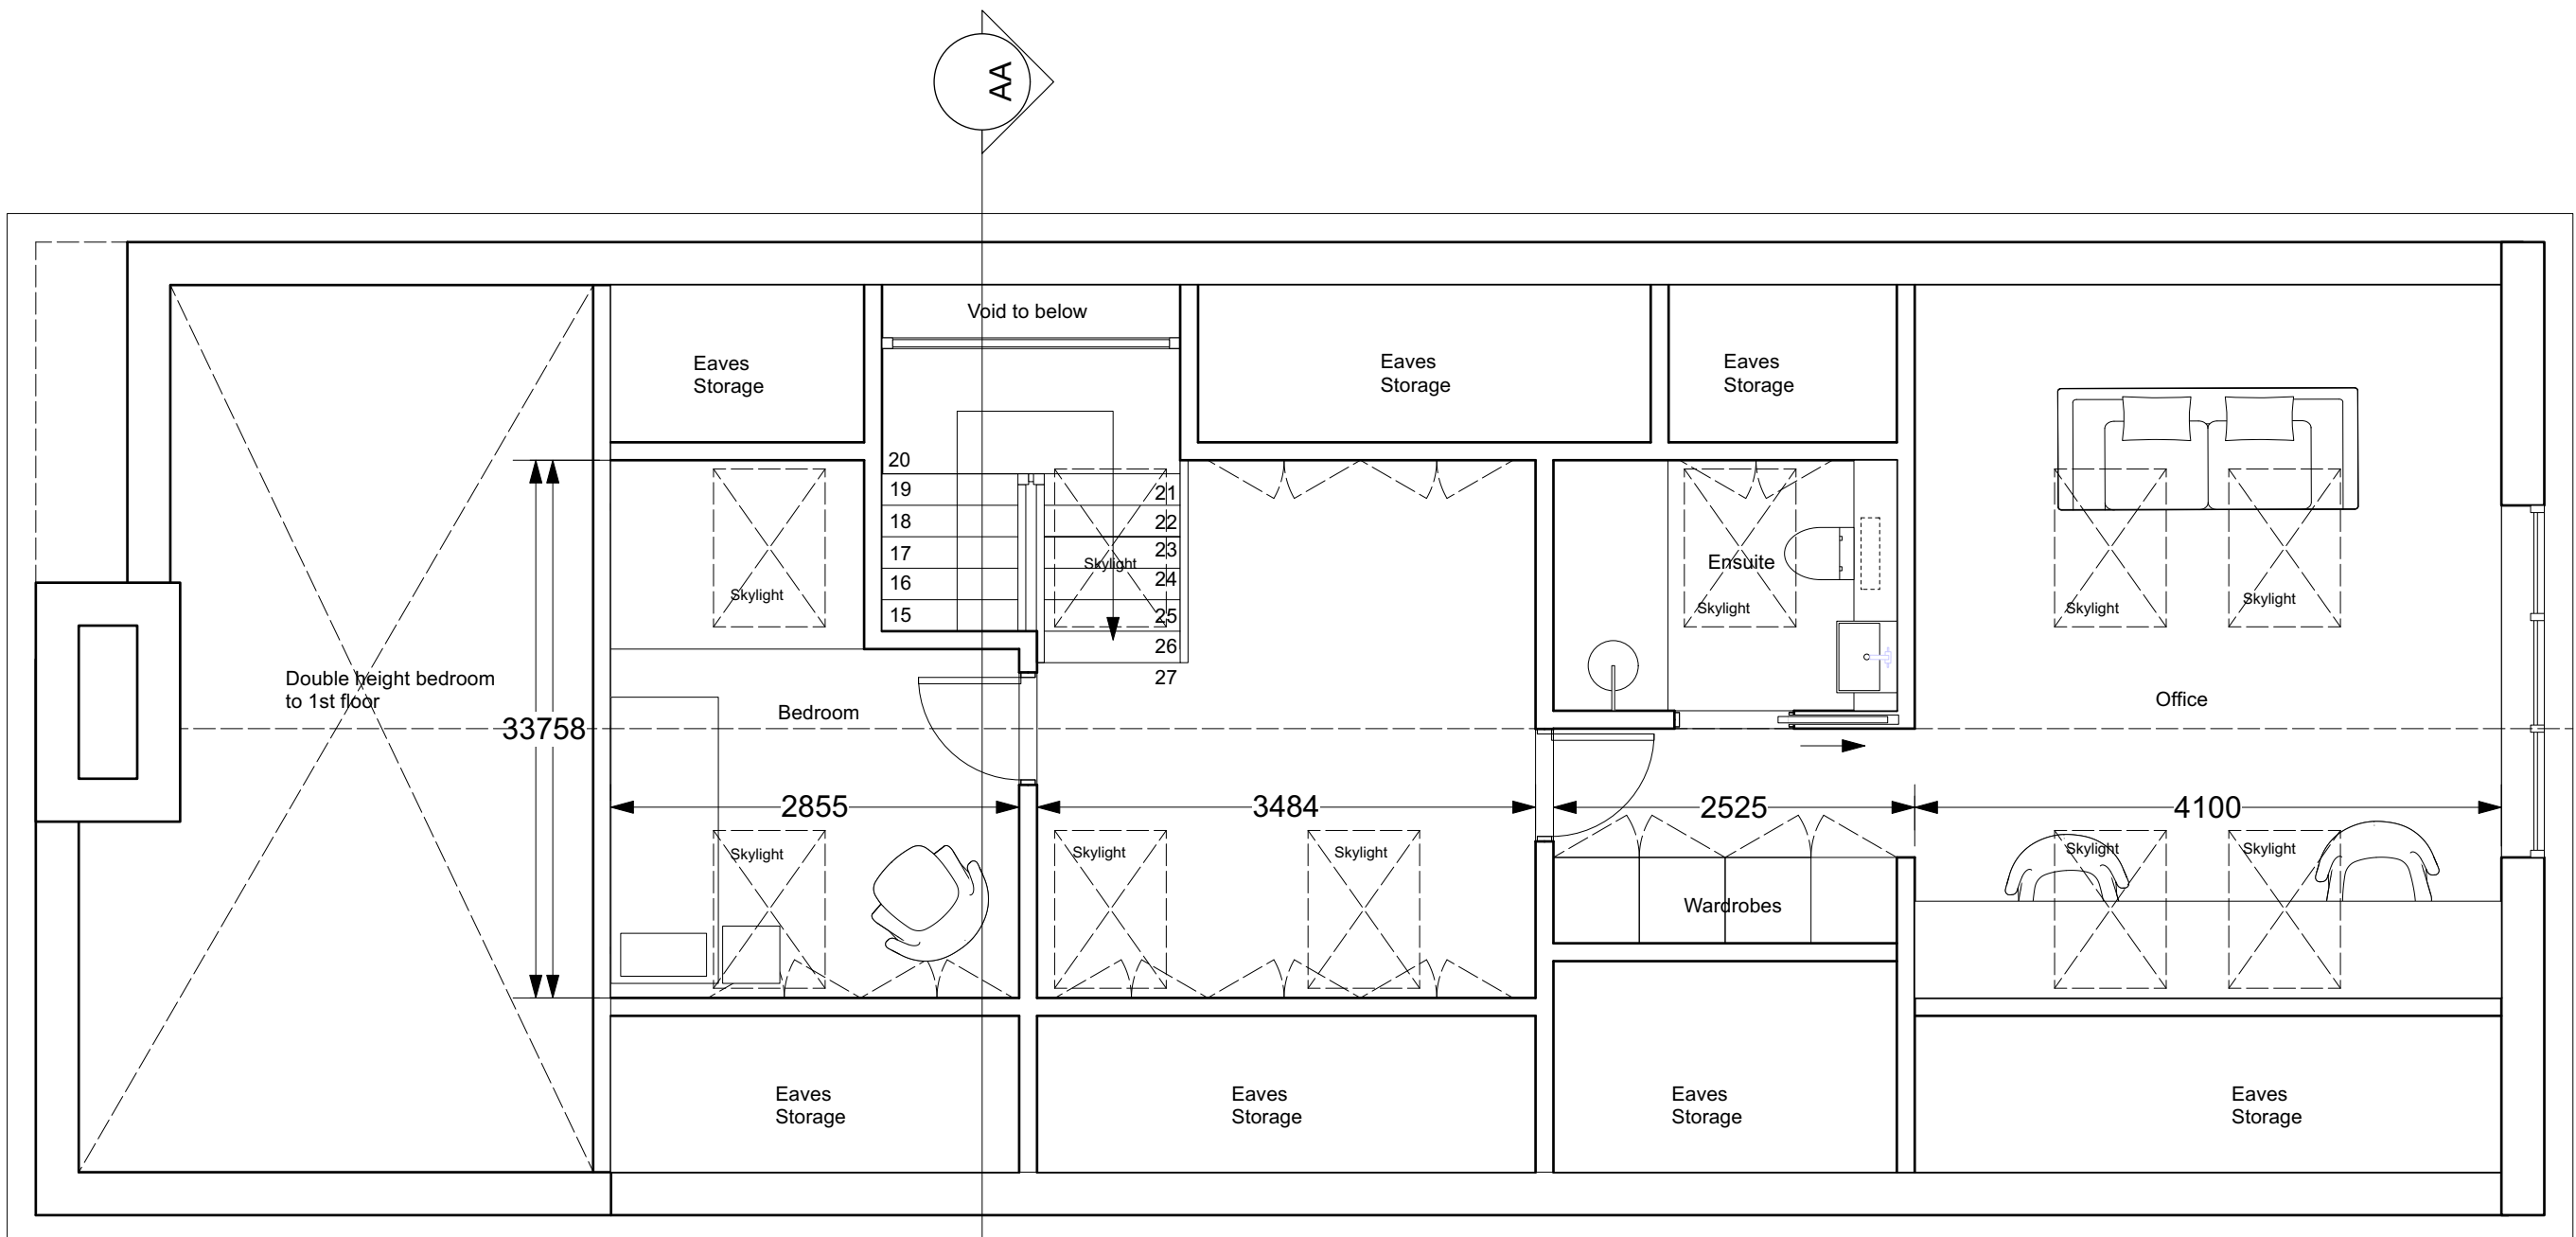 AA
Void to below
Eaves
Storage
Eaves
Storage
Eaves
Storage
20
19
18
17
16
15
21
22
23
24
25
26
27
Skylight
Skylight
Ensuite
Skylight
Skylight
Skylight
Double height bedroom
to 1st floor
33758
Bedroom
Office
2855
3484
2525
4100
Skylight
Skylight
Skylight
Skylight
Skylight
Wardrobes
Eaves
Storage
Eaves
Storage
Eaves
Storage
Eaves
Storage